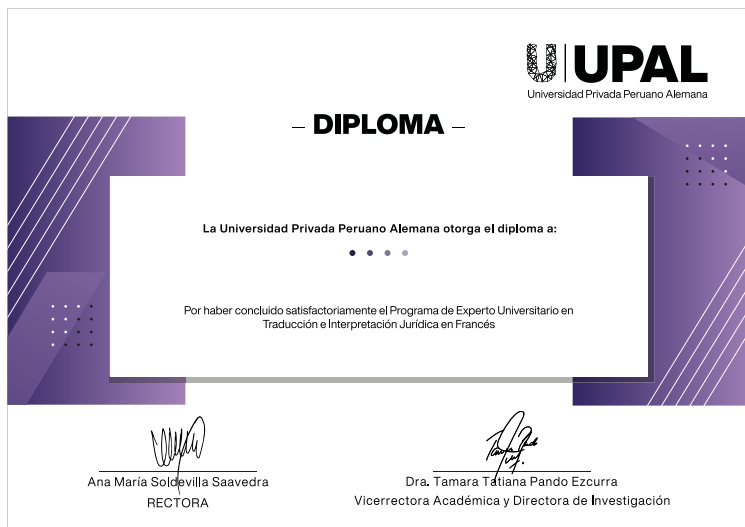 UPAL
Universidad Privada Peruano Alemana
– DIPLOMA –
La Universidad Privada Peruano Alemana otorga el diploma a:
Por haber concluido satisfactoriamente el Programa de Experto Universitario en
Traducción e Interpretación Jurídica en Francés
Ana María Soldevilla Saavedra
RECTORA
Dra. Tamara Tatiana Pando Ezcurra
Vicerrectora Académica y Directora de Investigación